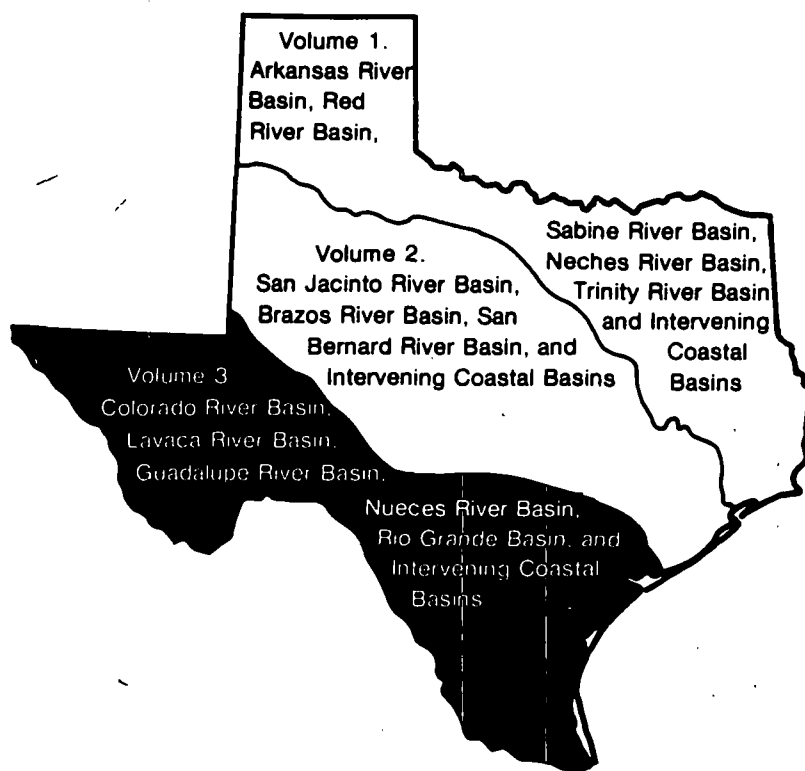 Volume 1.
Arkansas River
Basin, Red
River Basin,
Sabine River Basin,
Neches River Basin,
Trinity River Basin
and Intervening
Coastal
Basins
Volume 2.
San Jacinto River Basin,
Brazos River Basin, San
Bernard River Basin, and
Intervening Coastal Basins
Volume 3
Colorado River Basin,
Lavaca River Basin,
Guadalupe River Basin,
Nueces River Basin,
Rio Grande Basin, and
Intervening Coastal
Basins